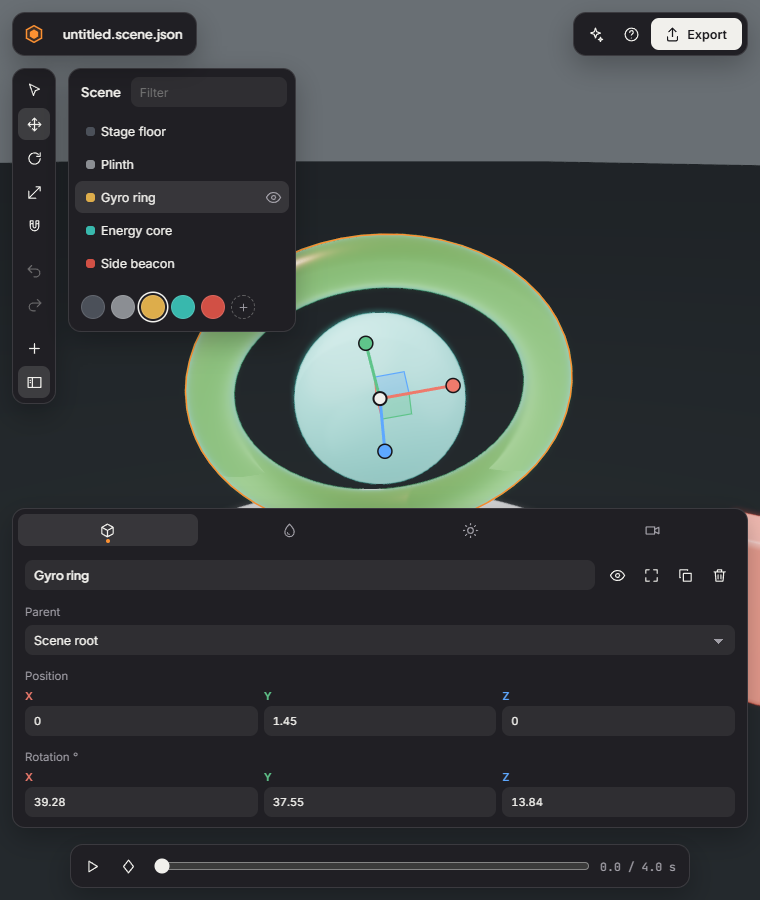 untitled.scene.json
Export
Scene
Filter
Stage floor
Plinth
Gyro ring
Energy core
Side beacon
Gyro ring
Parent
Scene root
Position
X Y Z
0 1.45 0
Rotation °
X Y Z
39.28 37.55 13.84
0.0 / 4.0 s